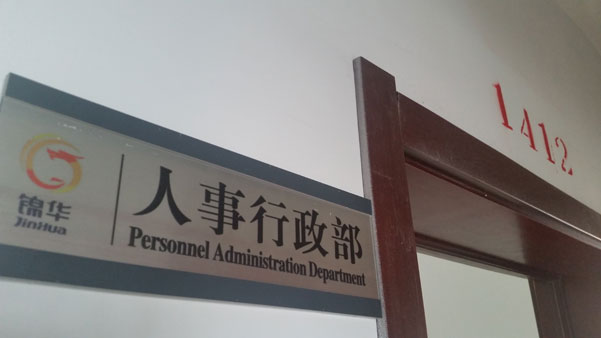 锦华
JinHua
人事行政部
Personnel Administration Department
1412